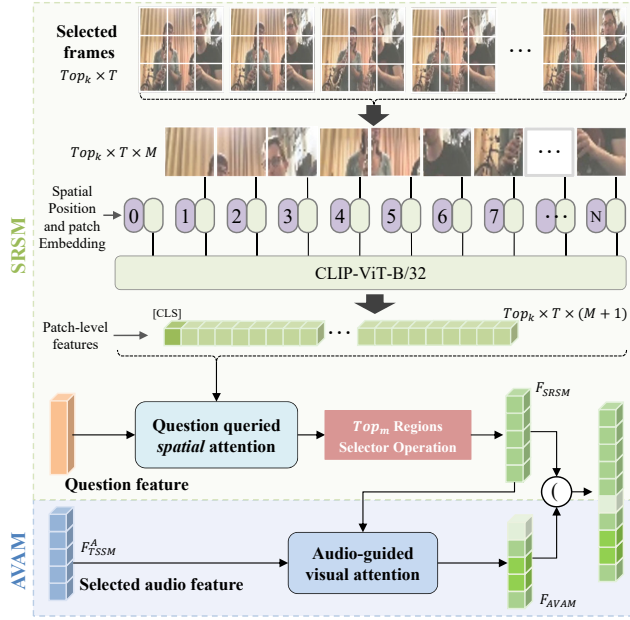 Selected
frames
Top_k × T
...
Top_k × T × M
...
Spatial
Position
and patch
Embedding
0 1 2 3 4 5 6 7 ... N
SRSM
CLIP-ViT-B/32
[CLS]
Top_k × T × (M + 1)
Patch-level
features
...
F_SRSM
Question queried
spatial attention
Top_m Regions
Selector Operation
Question feature
(
AVAM
F^A_TSSM
Audio-guided
visual attention
Selected audio feature
F_AVAM